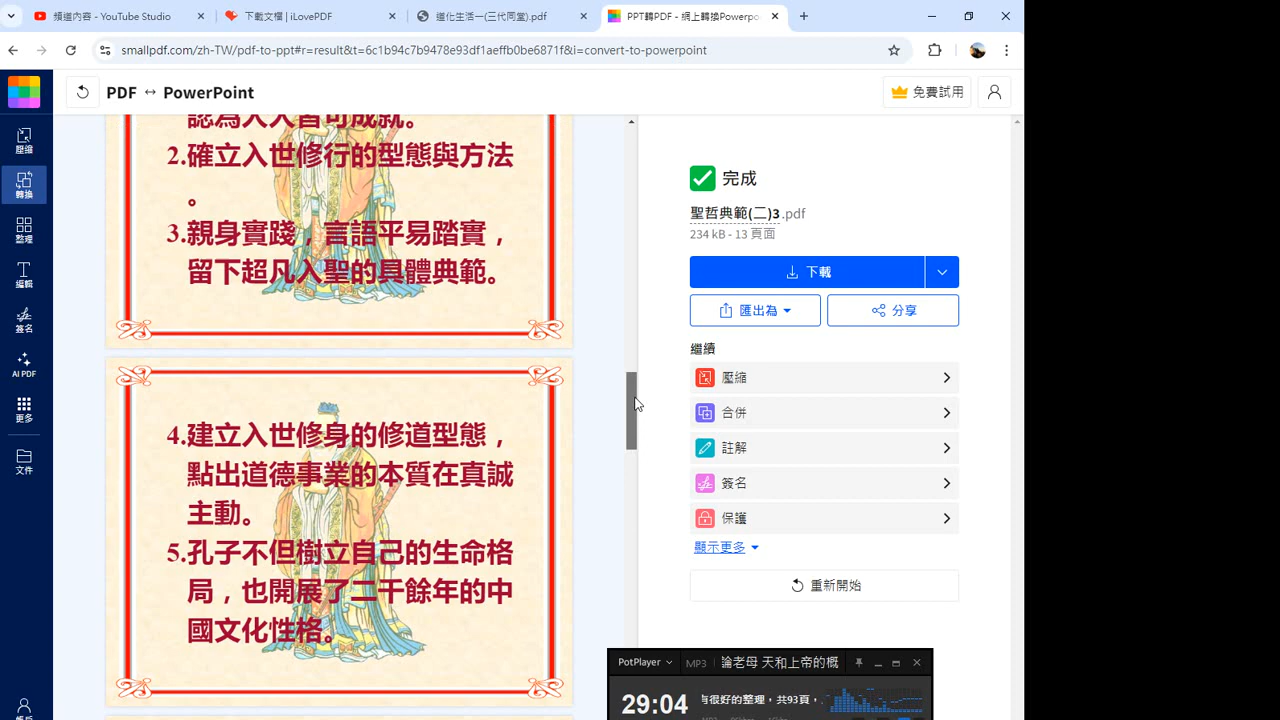 頻道內容 - YouTube Studio
下載文檔 | iLovePDF
道化生活一(三代同堂).pdf
PPT轉PDF - 網上轉換Powerpo
smallpdf.com/zh-TW/pdf-to-ppt#r=result&t=6c1b94c7b9478e93df1aeffb0be6871f&i=convert-to-powerpoint
PDF ↔ PowerPoint
免費試用
壓縮
轉換
整理
編輯
簽名
AI PDF
更多
文件
認為人人皆可成就。
2.確立入世修行的型態與方法
。
3.親身實踐，言語平易踏實，
留下超凡入聖的具體典範。
4.建立入世修身的修道型態，
點出道德事業的本質在真誠
主動。
5.孔子不但樹立自己的生命格
局，也開展了二千餘年的中
國文化性格。
完成
聖哲典範(二)3.pdf
234 kB - 13 頁面
下載
匯出為
分享
繼續
壓縮
合併
註解
簽名
保護
顯示更多
重新開始
PotPlayer
MP3
論老母 天和上帝的概
29:04
有很好的整理，共93頁，